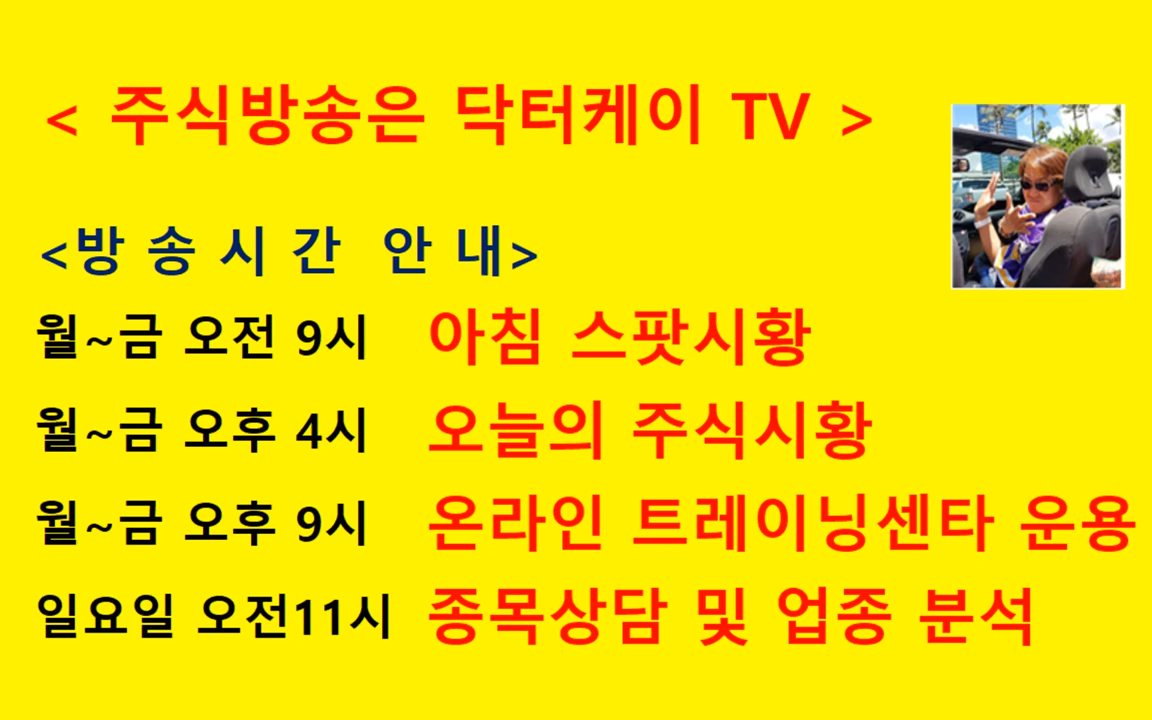 < 주식방송은 닥터케이 TV >
<방 송 시 간 안 내>
월~금 오전 9시 아침 스팟시황
월~금 오후 4시 오늘의 주식시황
월~금 오후 9시 온라인 트레이닝센타 운용
일요일 오전11시 종목상담 및 업종 분석